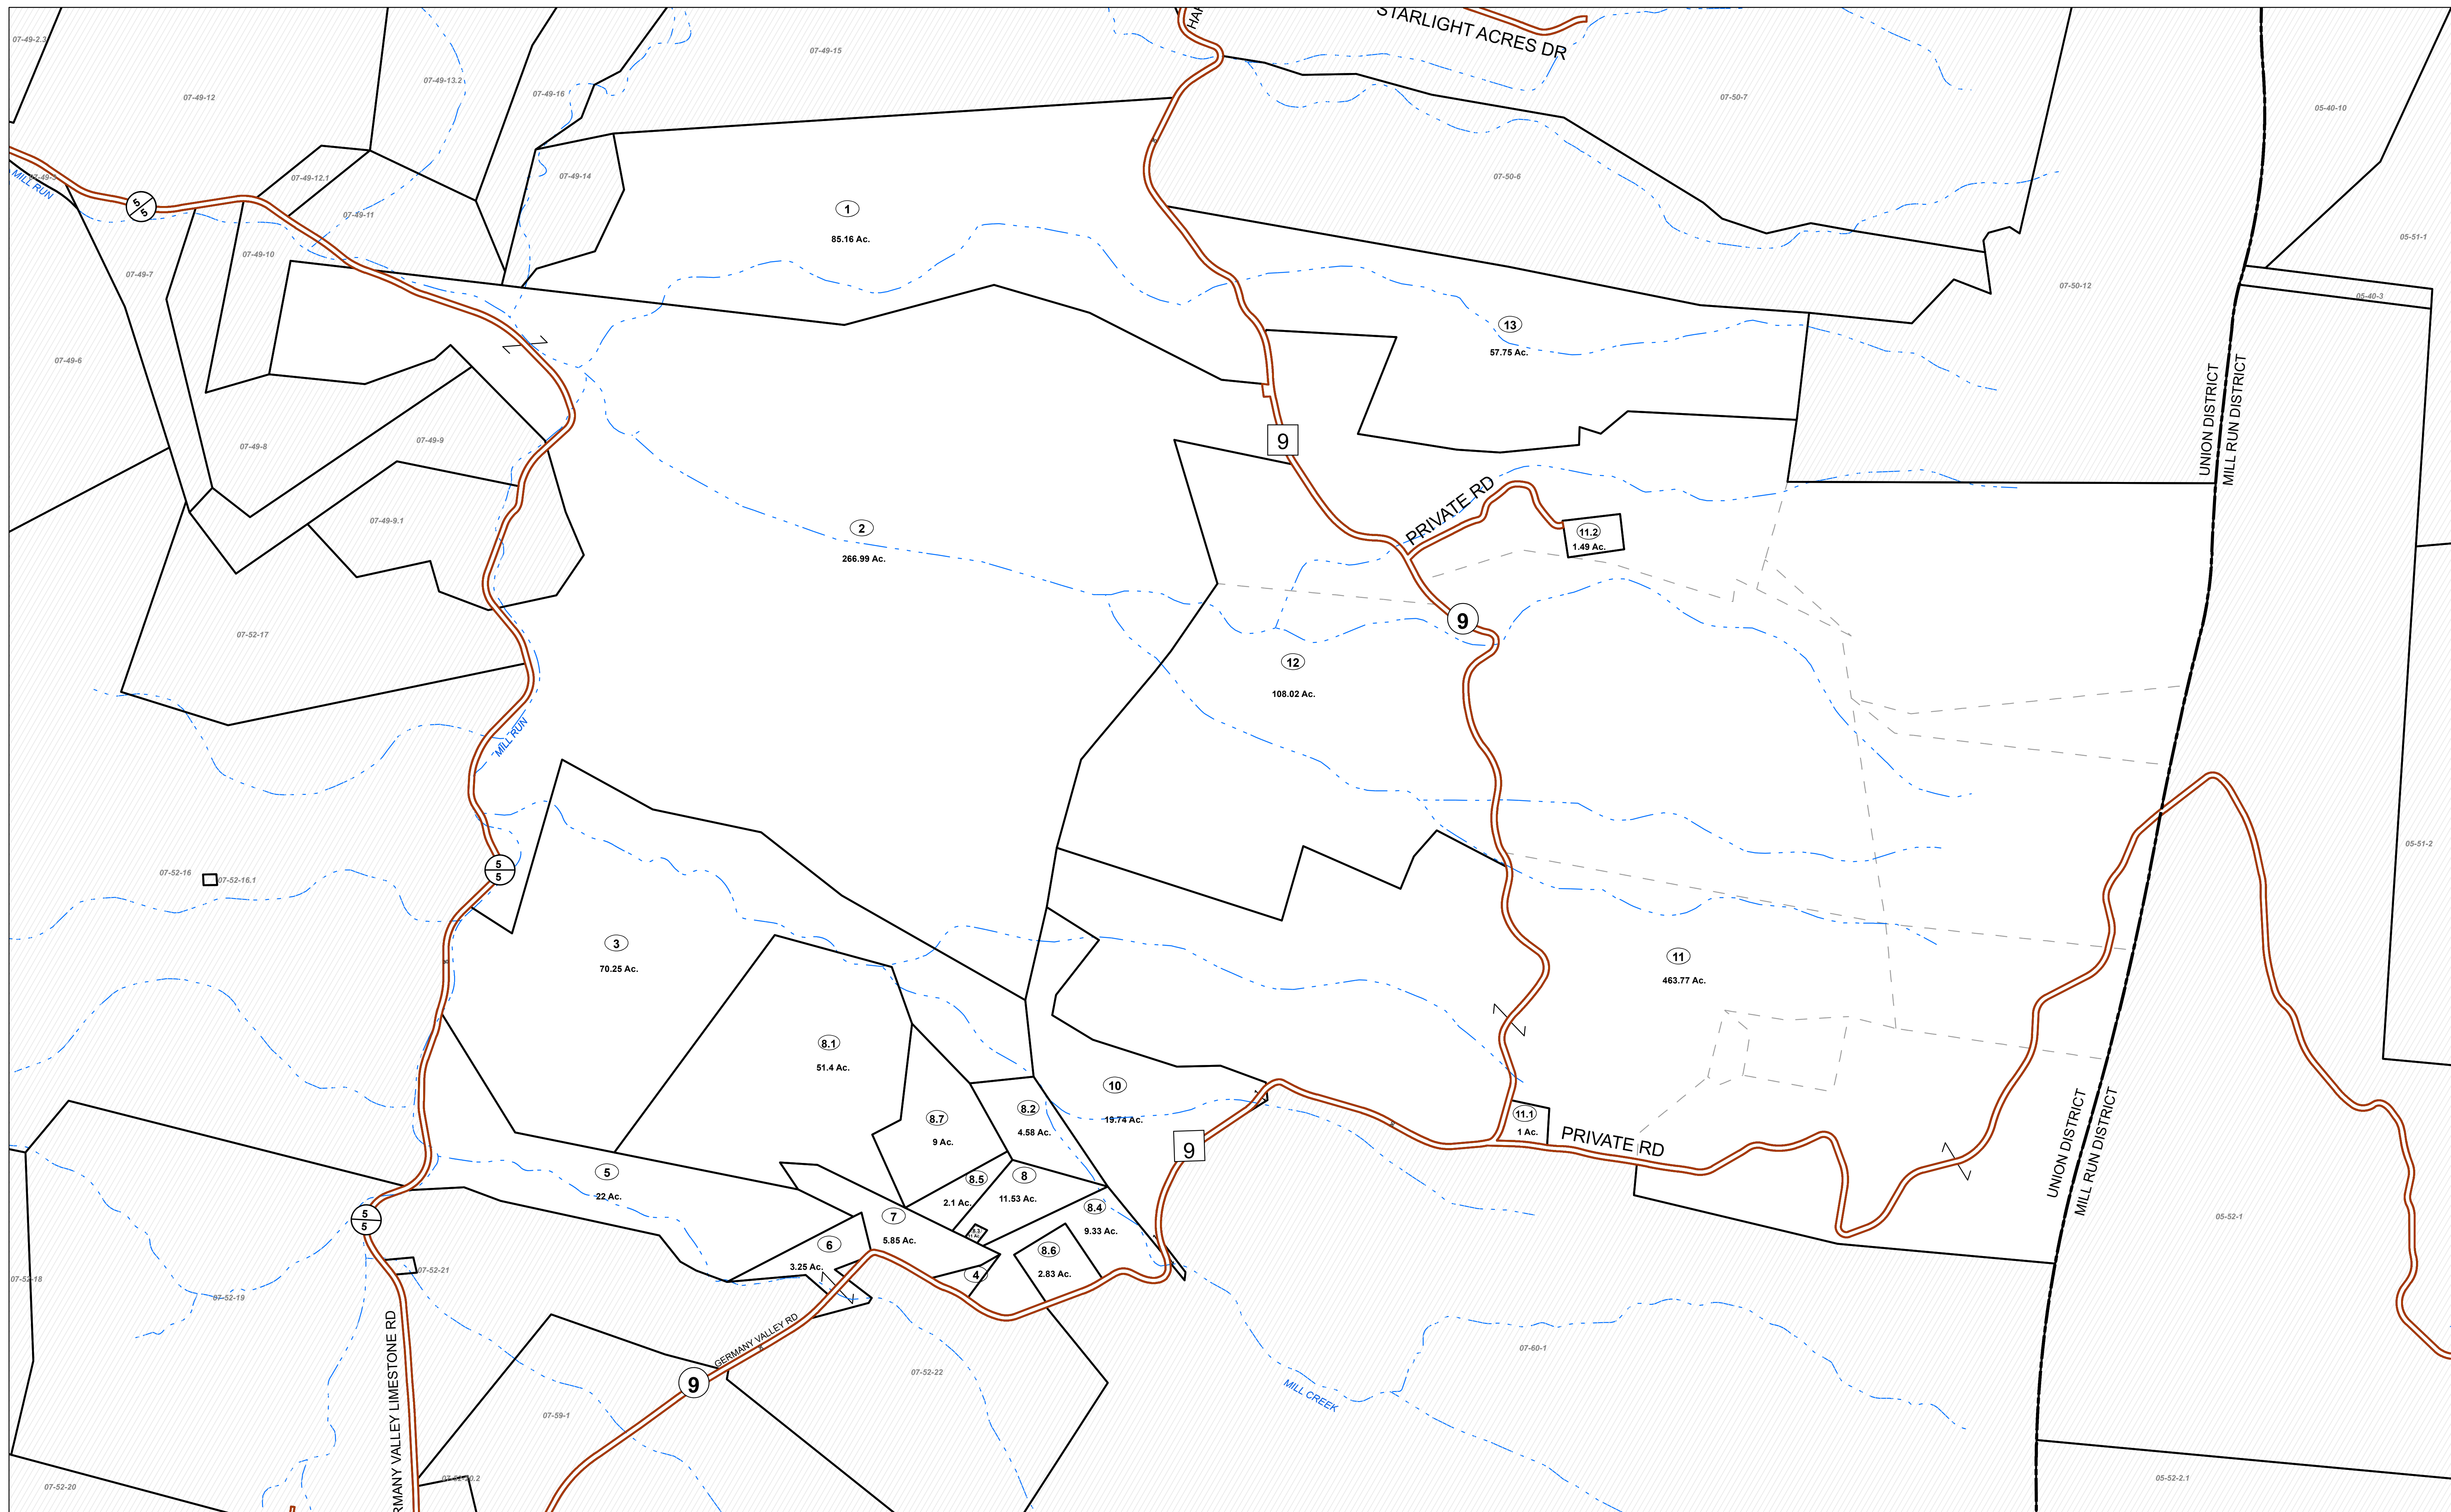 STARLIGHT ACRES DR
07-49-2.3
07-49-15
07-49-13.2
07-49-16
07-49-12
07-50-7
05-40-10
MILL RUN
07-49-12.1
07-49-14
07-50-6
5
5
07-49-11
1
85.16 Ac.
07-49-10
07-49-7
05-51-1
07-50-12
05-40-3
13
57.75 Ac.
07-49-6
UNION DISTRICT
MILL RUN DISTRICT
07-49-8
07-49-9
9
PRIVATE RD
07-49-9.1
2
266.99 Ac.
11.2
1.49 Ac.
9
07-52-17
12
108.02 Ac.
MILL RUN
05-51-2
5
5
07-52-16
07-52-16.1
3
70.25 Ac.
11
463.77 Ac.
8.1
51.4 Ac.
10
19.74 Ac.
8.7
9 Ac.
8.2
4.58 Ac.
11.1
1 Ac.
PRIVATE RD
9
UNION DISTRICT
MILL RUN DISTRICT
5
22 Ac.
8.5
2.1 Ac.
8
11.53 Ac.
8.4
9.33 Ac.
7
5.85 Ac.
5
5
6
3.25 Ac.
8.6
2.83 Ac.
4
05-52-1
07-52-18
07-52-21
07-52-19
GERMANY VALLEY RD
07-60-1
07-52-22
9
MILL CREEK
RMANY VALLEY LIMESTONE RD
07-59-1
07-52-20
05-52-2.1